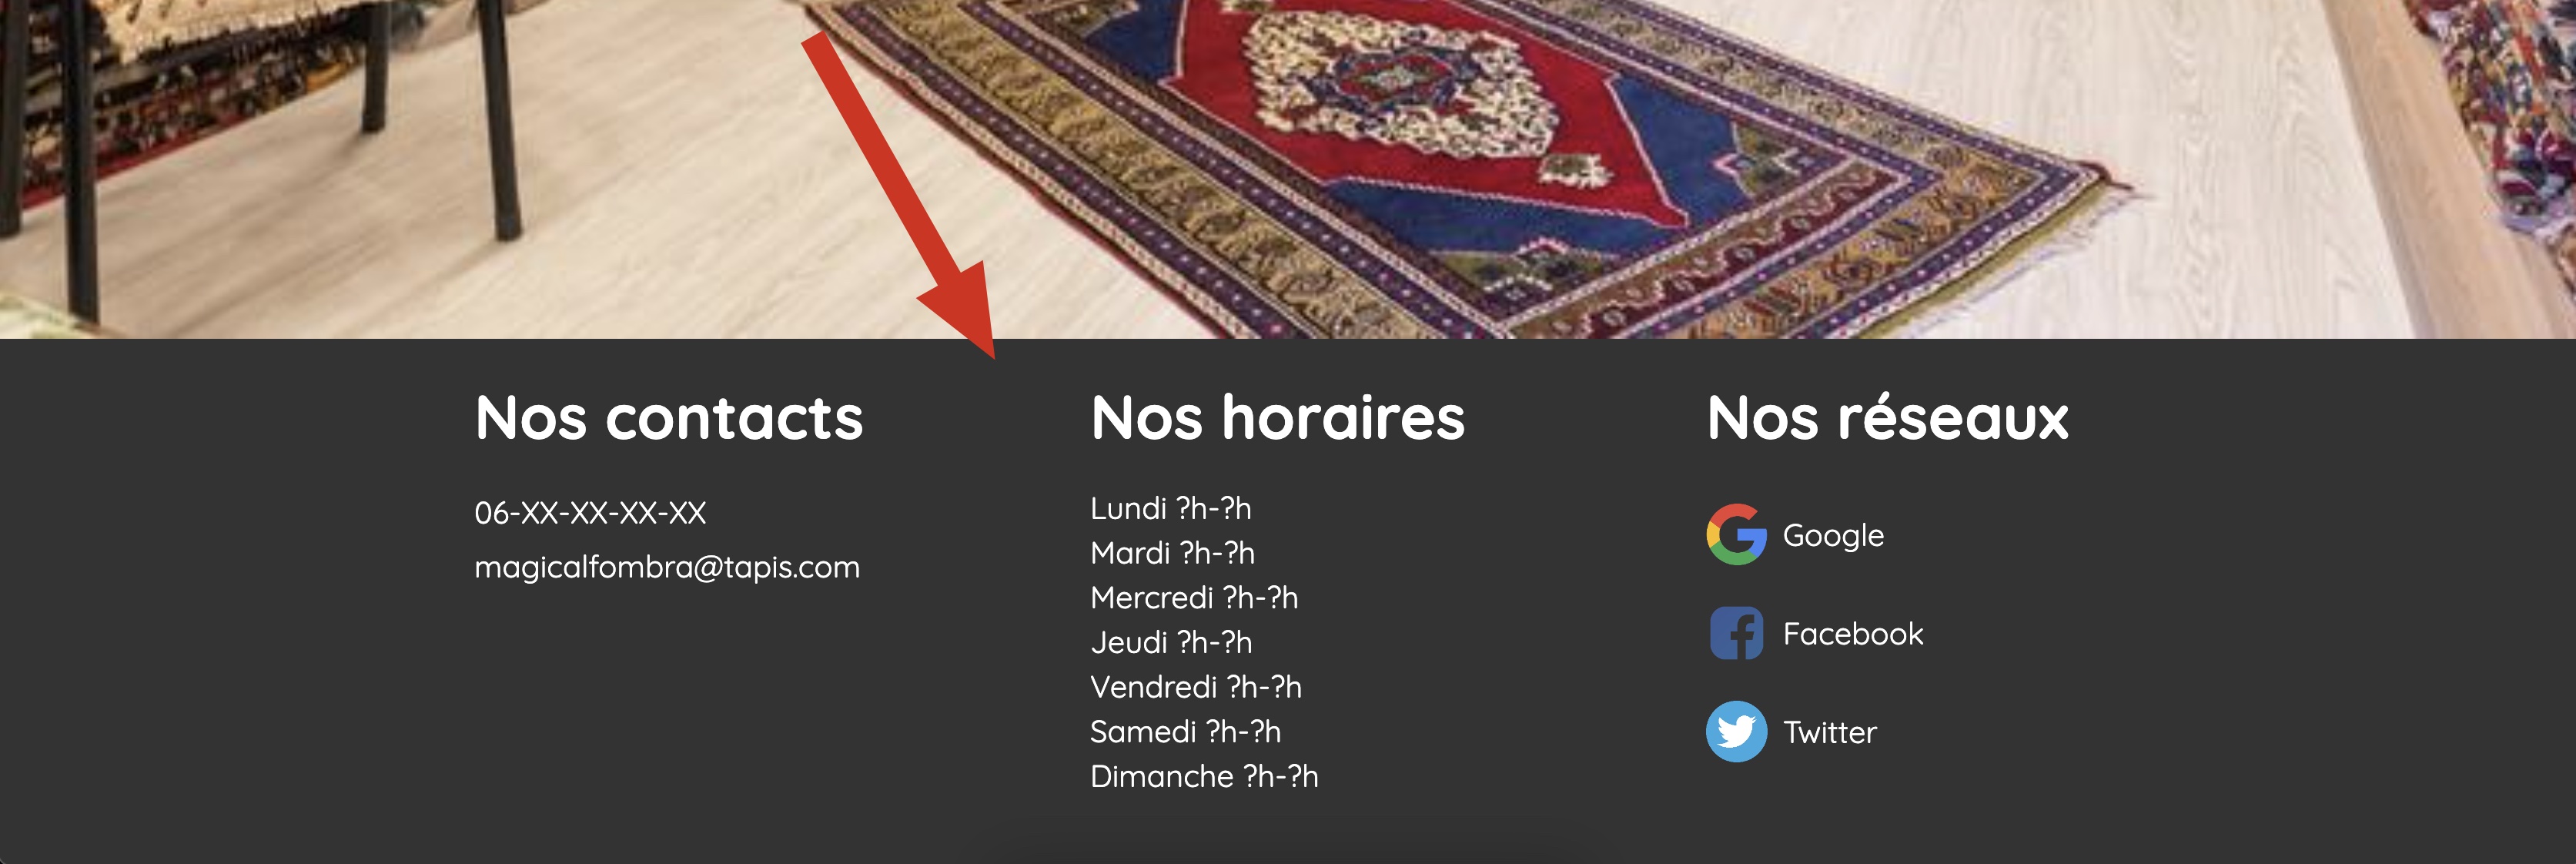 Nos contacts
06-XX-XX-XX-XX
magicalfombra@tapis.com
Nos horaires
Lundi ?h-?h
Mardi ?h-?h
Mercredi ?h-?h
Jeudi ?h-?h
Vendredi ?h-?h
Samedi ?h-?h
Dimanche ?h-?h
Nos réseaux
Google
Facebook
Twitter